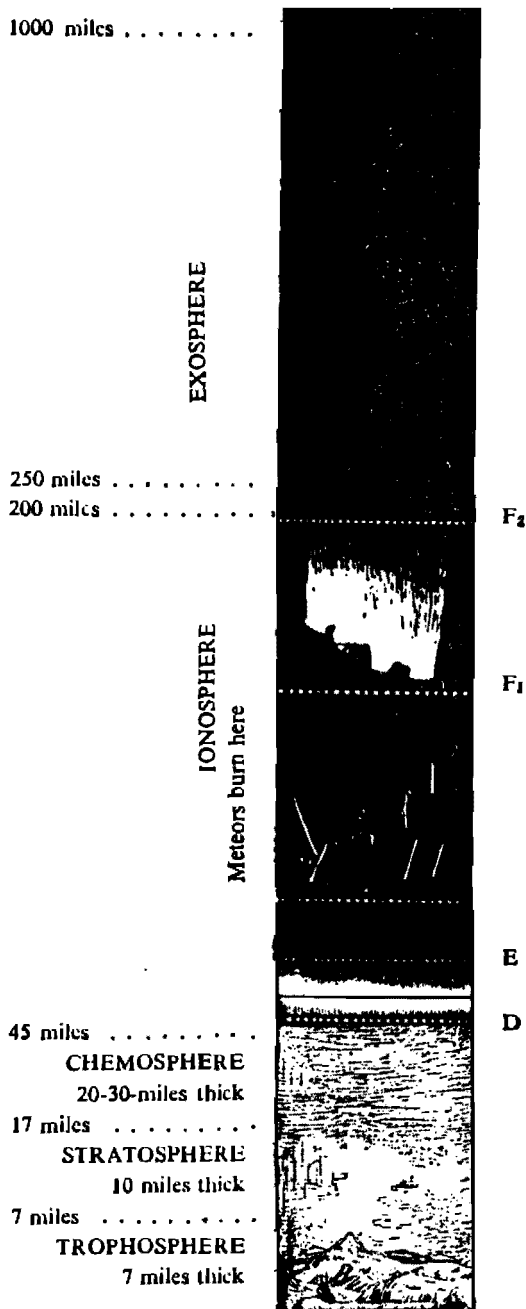 1000 miles . . . . . . . .
EXOSPHERE
250 miles . . . . . . . . .
200 miles . . . . . . . . .
F₂
IONOSPHERE
Meteors burn here
F₁
E
D
45 miles . . . . . . . . .
CHEMOSPHERE
20-30-miles thick
17 miles . . . . . . . . .
STRATOSPHERE
10 miles thick
7 miles . . . . . . . . . .
TROPHOSPHERE
7 miles thick